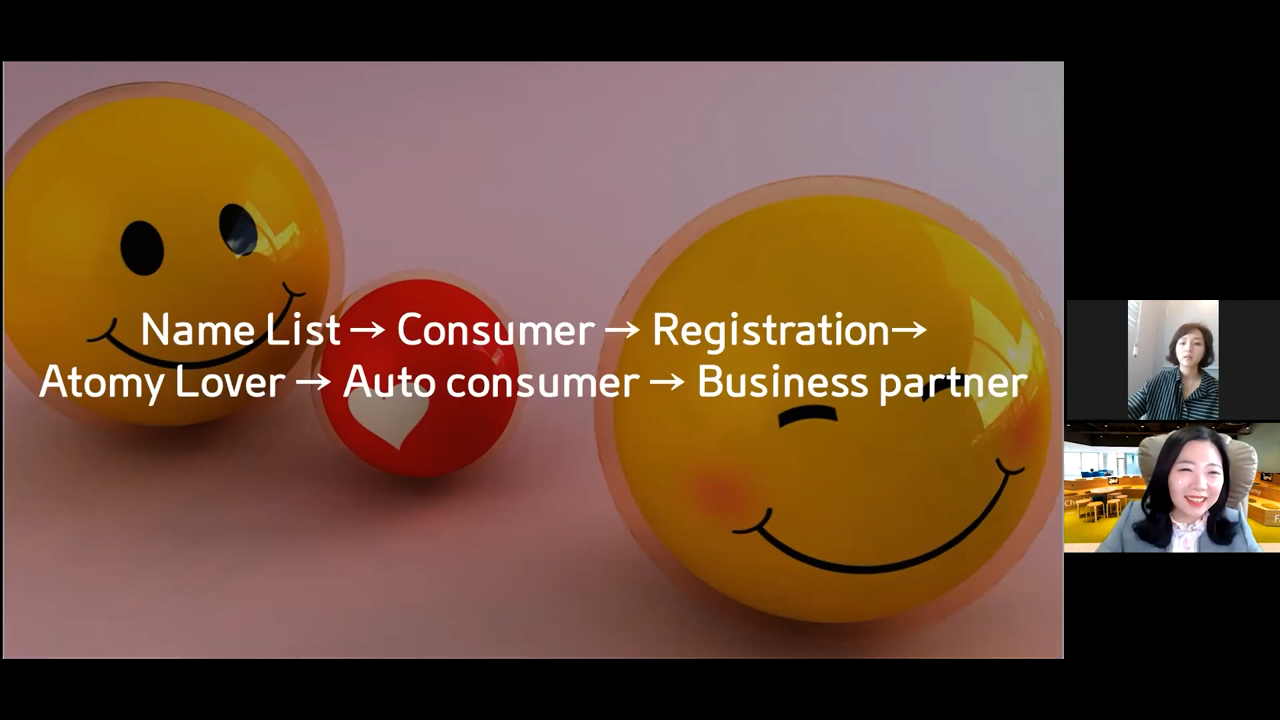 Name List → Consumer → Registration→
Atomy Lover → Auto consumer → Business partner